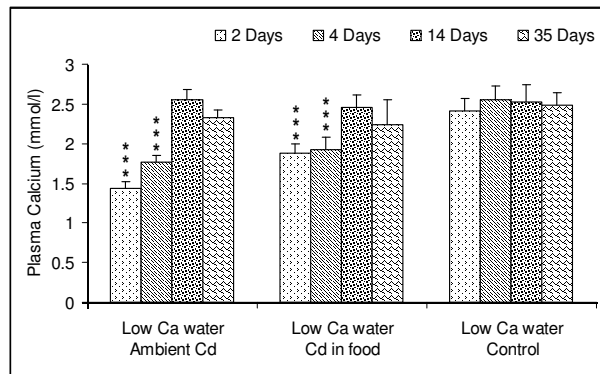 2 Days 4 Days 14 Days 35 Days
Plasma Calcium (mmol/l)
3
2.5
2
1.5
1
0.5
0
***
***
***
***
Low Ca water
Ambient Cd
Low Ca water
Cd in food
Low Ca water
Control